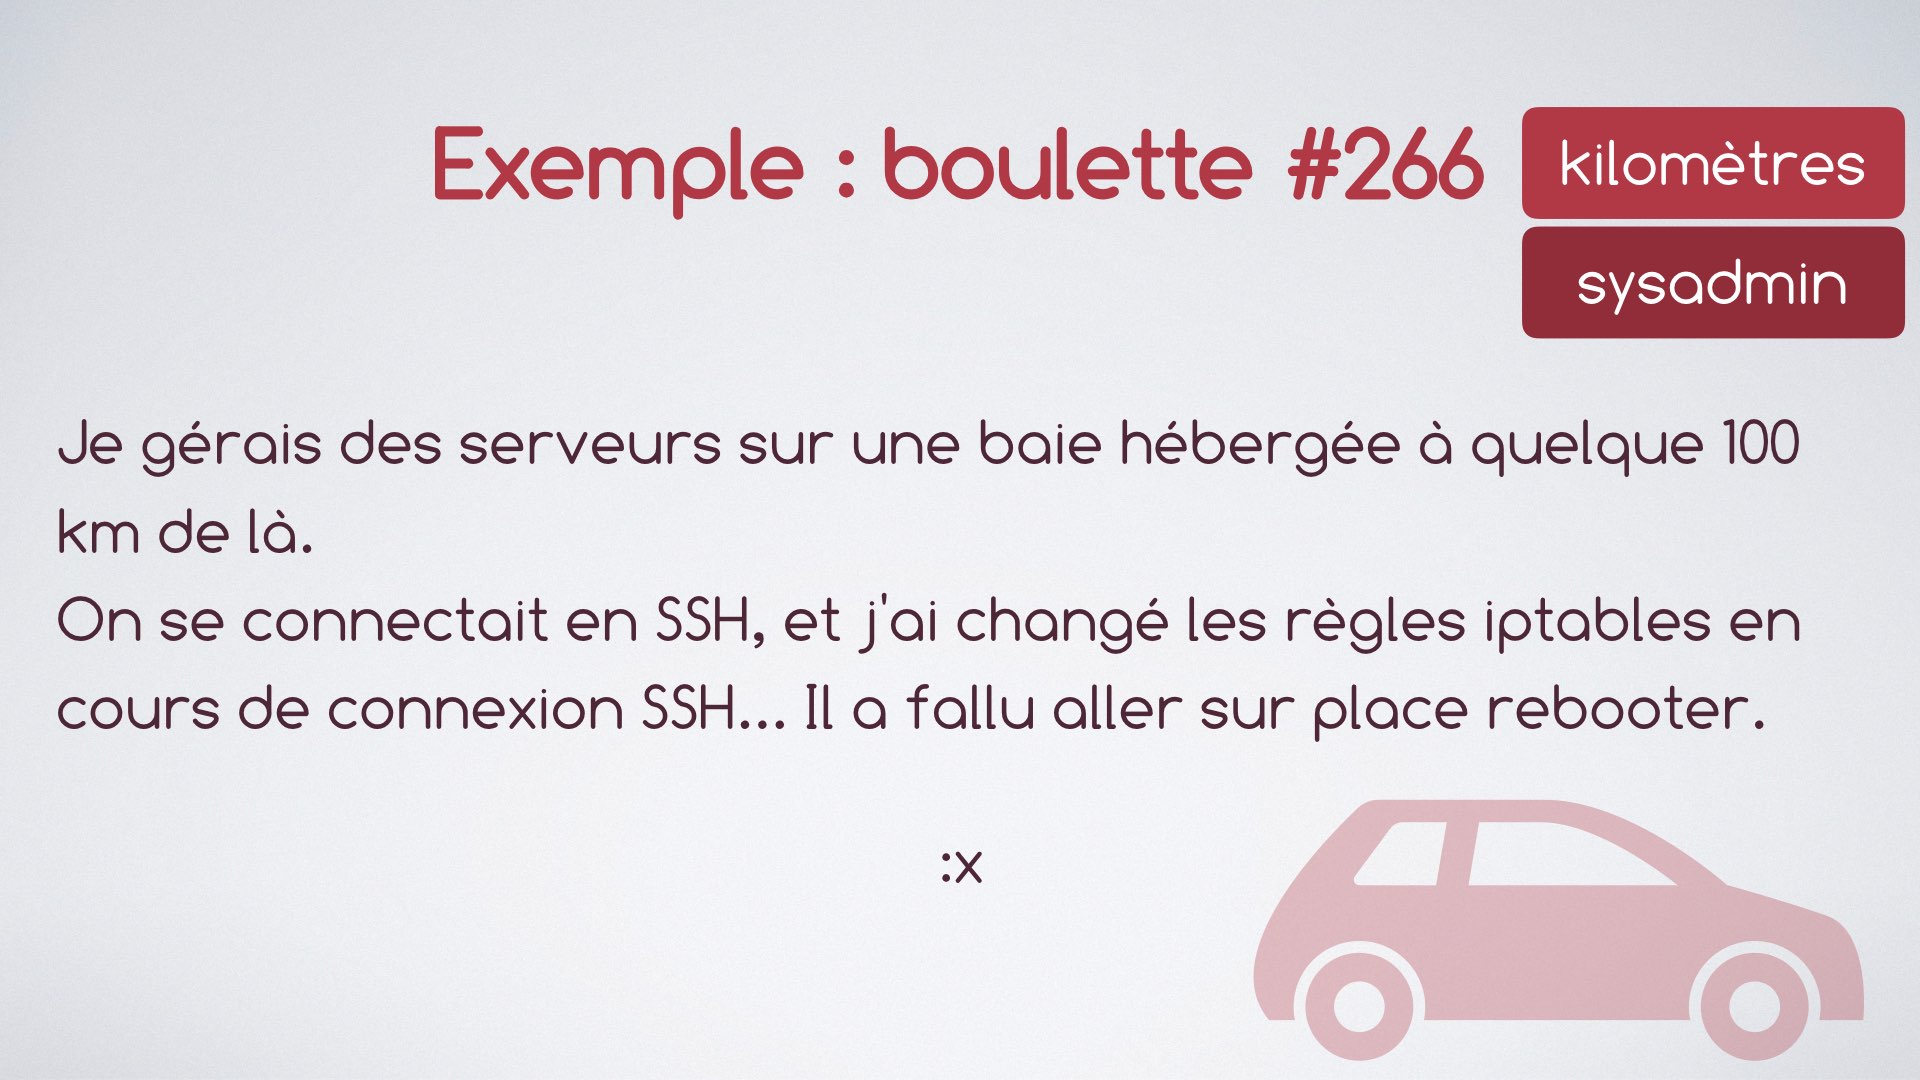 Exemple : boulette #266
kilomètres
sysadmin
Je gérais des serveurs sur une baie hébergée à quelque 100
km de là.
On se connectait en SSH, et j'ai changé les règles iptables en
cours de connexion SSH... Il a fallu aller sur place rebooter.
:x